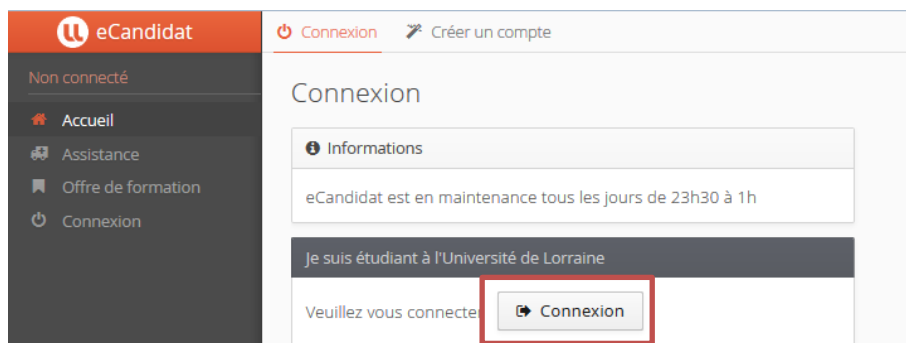 eCandidat
Connexion
Créer un compte
Non connecté
Accueil
Assistance
Offre de formation
Connexion
Connexion
Informations
eCandidat est en maintenance tous les jours de 23h30 à 1h
Je suis étudiant à l'Université de Lorraine
Veuillez vous connecter
Connexion